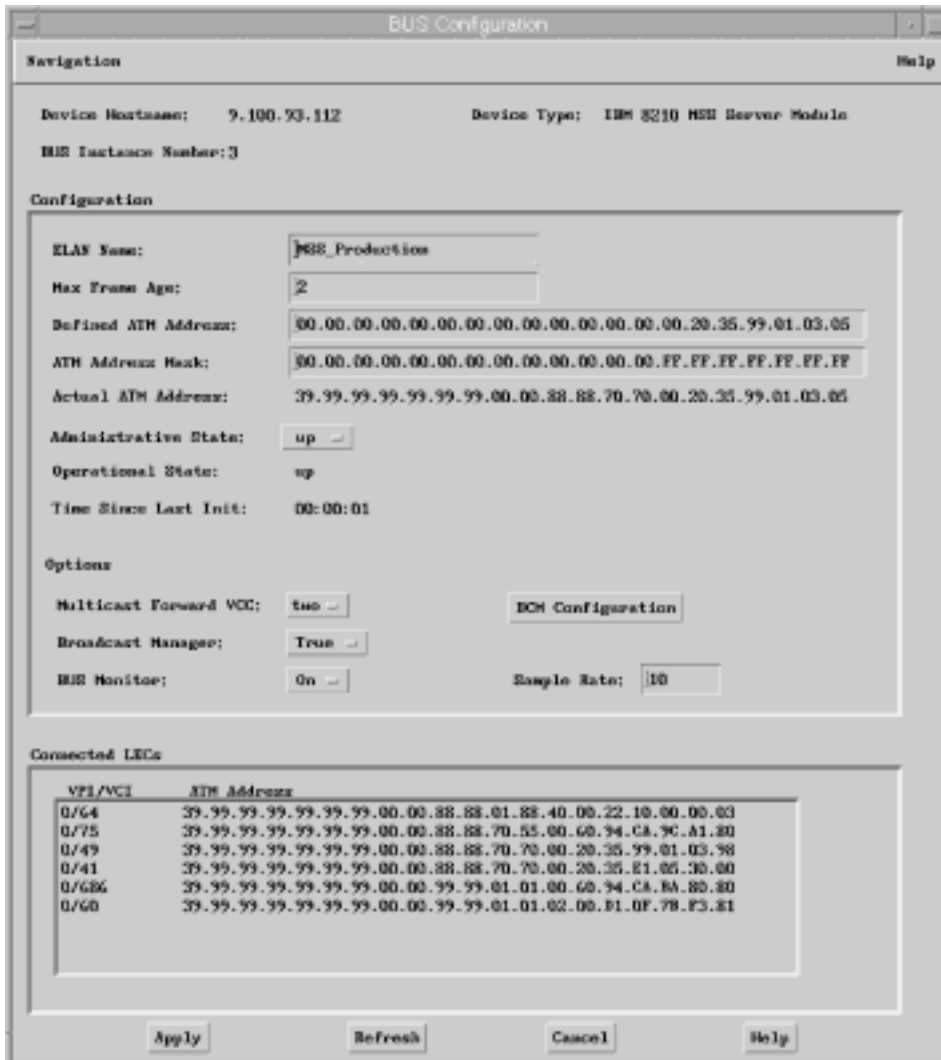 BUS Configuration
Navigation Help
Device Hostname: 9.100.93.112 Device Type: IBM 8210 MSS Server Module
BUS Instance Number:3
Configuration
ELAN Name: MSS_Production
Max Frame Age: 2
Defined ATM Address: 00.00.00.00.00.00.00.00.00.00.00.00.00.20.35.99.01.03.05
ATM Address Mask: 00.00.00.00.00.00.00.00.00.00.00.00.00.FF.FF.FF.FF.FF.FF
Actual ATM Address: 39.99.99.99.99.99.99.00.00.88.88.70.70.00.20.35.99.01.03.05
Administrative State: up
Operational State: up
Time Since Last Init: 00:00:01
Options
Multicast Forward VCC: two BCM Configuration
Broadcast Manager: True
BUS Monitor: On Sample Rate: 10
Connected LECs
VPI/VCI ATM Address
0/64 39.99.99.99.99.99.99.00.00.88.88.01.88.40.00.22.10.00.00.03
0/75 39.99.99.99.99.99.99.00.00.88.88.70.55.00.60.94.CA.9C.A1.80
0/49 39.99.99.99.99.99.99.00.00.88.88.70.70.00.20.35.99.01.03.98
0/41 39.99.99.99.99.99.99.00.00.88.88.70.70.00.20.35.E1.05.30.00
0/686 39.99.99.99.99.99.99.00.00.99.99.01.01.00.60.94.CA.BA.80.80
0/60 39.99.99.99.99.99.99.00.00.99.99.01.01.02.00.D1.0F.7B.F3.81
Apply Refresh Cancel Help